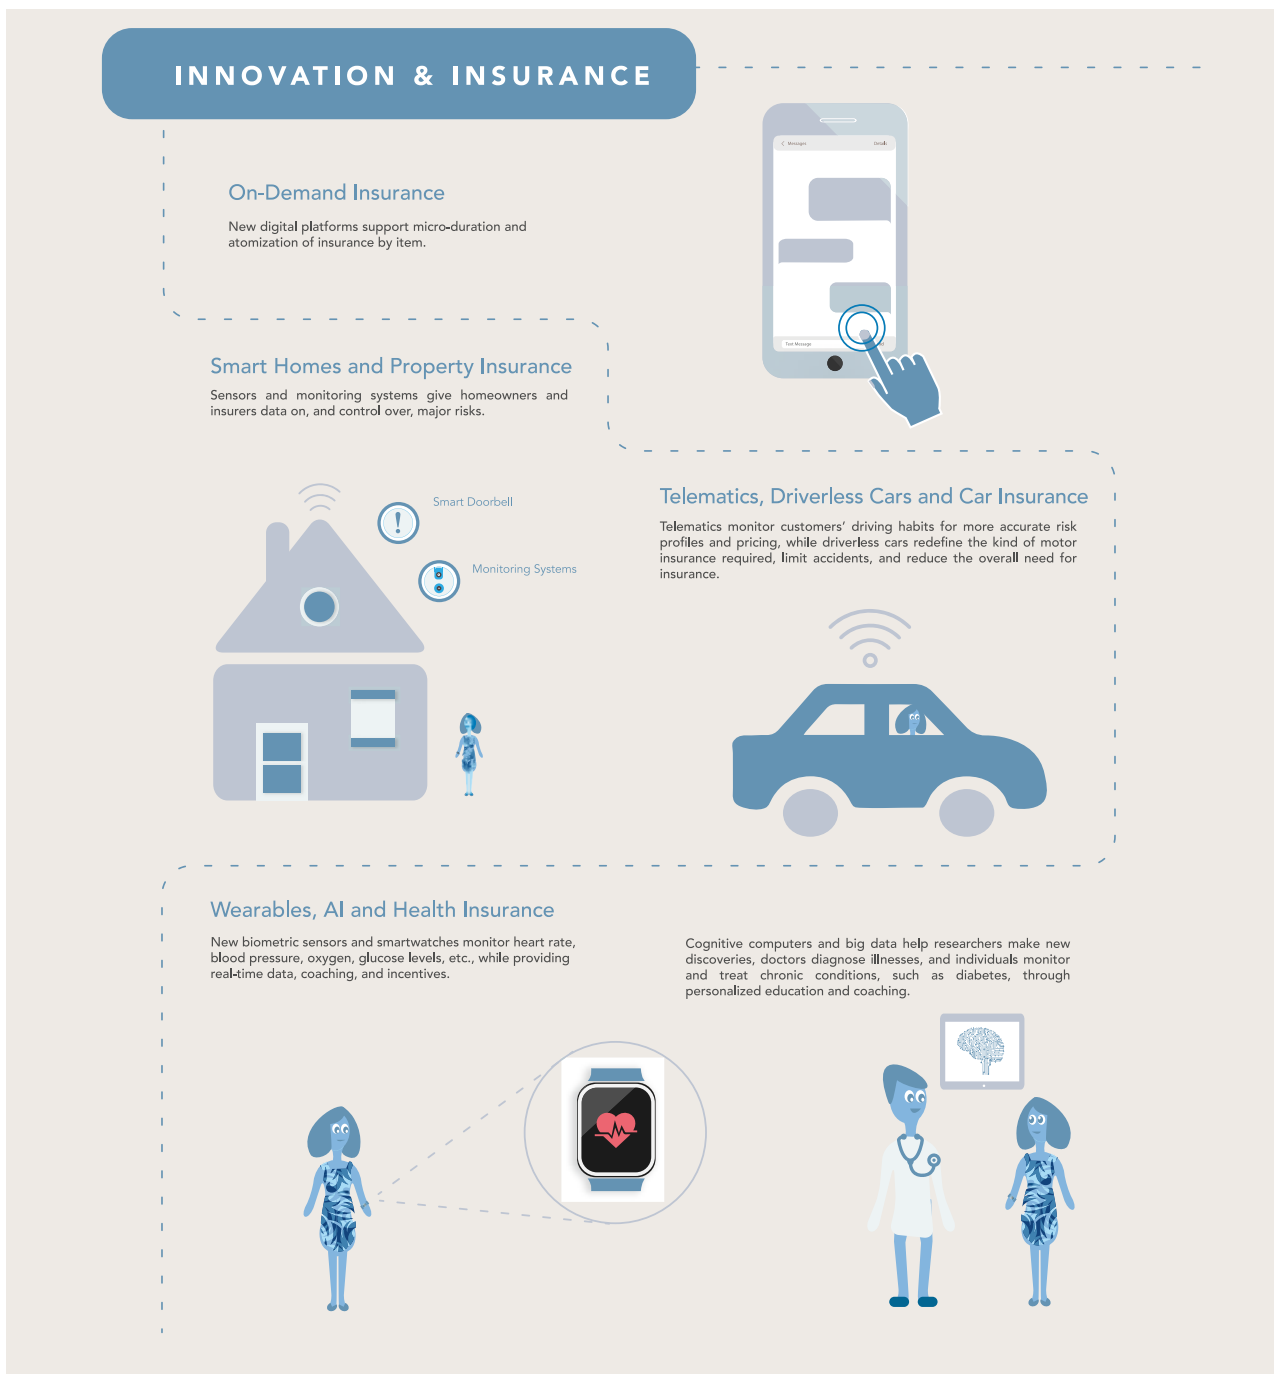 INNOVATION & INSURANCE
On-Demand Insurance
New digital platforms support micro-duration and
atomization of insurance by item.
Messages
Details
Text Message
Smart Homes and Property Insurance
Sensors and monitoring systems give homeowners and
insurers data on, and control over, major risks.
Smart Doorbell
Monitoring Systems
Telematics, Driverless Cars and Car Insurance
Telematics monitor customers’ driving habits for more accurate risk
profiles and pricing, while driverless cars redefine the kind of motor
insurance required, limit accidents, and reduce the overall need for
insurance.
Wearables, AI and Health Insurance
New biometric sensors and smartwatches monitor heart rate,
blood pressure, oxygen, glucose levels, etc., while providing
real-time data, coaching, and incentives.
Cognitive computers and big data help researchers make new
discoveries, doctors diagnose illnesses, and individuals monitor
and treat chronic conditions, such as diabetes, through
personalized education and coaching.